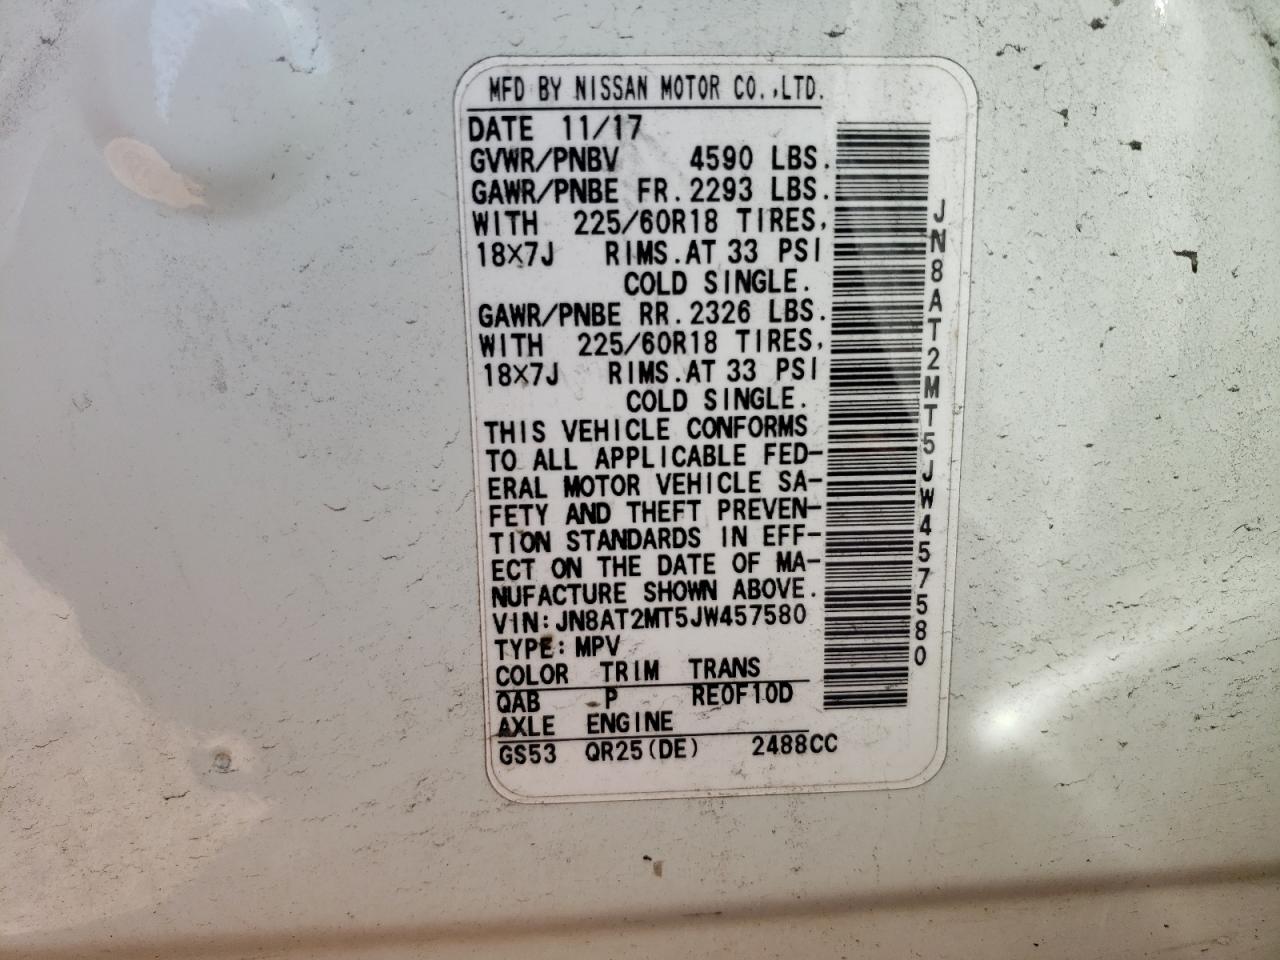 MFD BY NISSAN MOTOR CO.,LTD.
DATE 11/17
GVWR/PNBV 4590 LBS.
GAWR/PNBE FR.2293 LBS.
WITH 225/60R18 TIRES,
18X7J RIMS.AT 33 PSI
COLD SINGLE.
GAWR/PNBE RR.2326 LBS.
WITH 225/60R18 TIRES,
18X7J RIMS.AT 33 PSI
COLD SINGLE.
THIS VEHICLE CONFORMS
TO ALL APPLICABLE FED-
ERAL MOTOR VEHICLE SA-
FETY AND THEFT PREVEN-
TION STANDARDS IN EFF-
ECT ON THE DATE OF MA-
NUFACTURE SHOWN ABOVE.
VIN:JN8AT2MT5JW457580
TYPE:MPV
COLOR TRIM TRANS
QAB P RE0F10D
AXLE ENGINE
GS53 QR25(DE) 2488CC
JN8AT2MT5JW457580